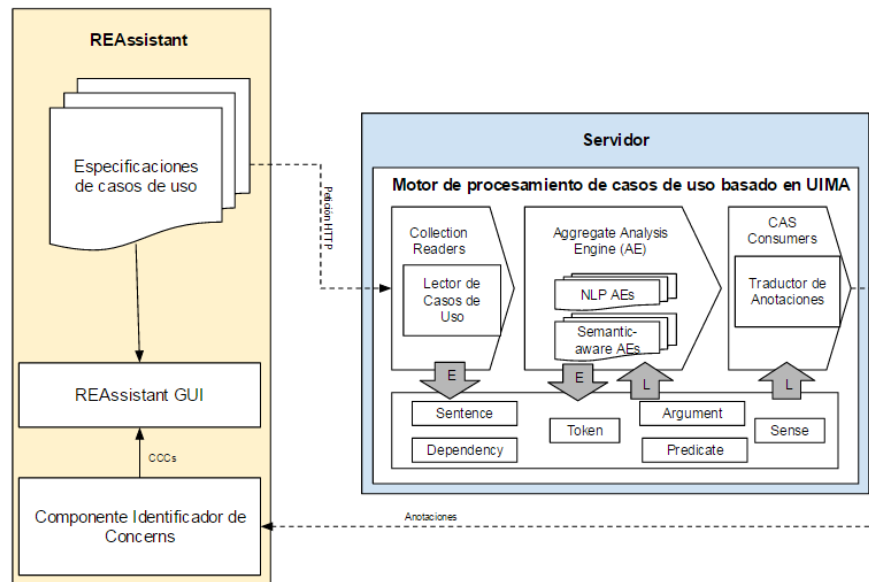 REAssistant
Especificaciones
de casos de uso
REAssistant GUI
CCCs
Componente Identificador de
Concerns
Petición HTTP
Servidor
Motor de procesamiento de casos de uso basado en UIMA
Collection
Readers
Lector de
Casos de
Uso
Aggregate Analysis
Engine (AE)
NLP AEs
Semantic-
aware AEs
CAS
Consumers
Traductor de
Anotaciones
E
E
L
L
Sentence
Dependency
Token
Argument
Predicate
Sense
Anotaciones